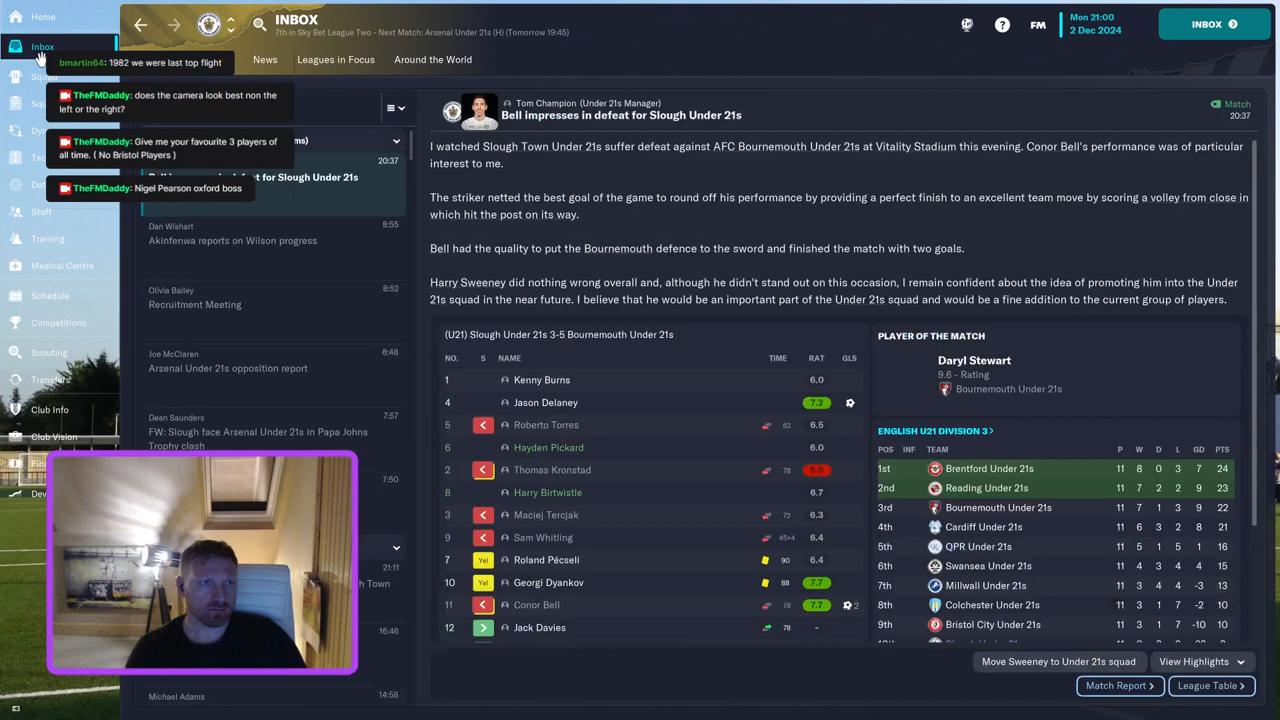 Home
INBOX
7th in Sky Bet League Two - Next Match: Arsenal Under 21s (H) (Tomorrow 19:45)
FM
Mon 21:00
2 Dec 2024
INBOX
Inbox
bmartin64: 1982 we were last top flight
News
Leagues in Focus
Around the World
TheFMDaddy: does the camera look best non the
left or the right?
TheFMDaddy: Give me your favourite 3 players of
all time. ( No Bristol Players )
TheFMDaddy: Nigel Pearson oxford boss
Staff
Training
Medical Centre
Schedule
Competitions
Scouting
Transfers
Club Info
Club Vision
20:37
t for Slough Under 21s
Dan Wishart
8:55
Akinfenwa reports on Wilson progress
Olivia Bailey
8:52
Recruitment Meeting
Joe McClaren
8:48
Arsenal Under 21s opposition report
Dean Saunders
7:57
FW: Slough face Arsenal Under 21s in Papa Johns
Trophy clash
7:50
21:11
h Town
16:46
Michael Adams
14:58
Tom Champion (Under 21s Manager)
Bell impresses in defeat for Slough Under 21s
Match
20:37
I watched Slough Town Under 21s suffer defeat against AFC Bournemouth Under 21s at Vitality Stadium this evening. Conor Bell's performance was of particular
interest to me.
The striker netted the best goal of the game to round off his performance by providing a perfect finish to an excellent team move by scoring a volley from close in
which hit the post on its way.
Bell had the quality to put the Bournemouth defence to the sword and finished the match with two goals.
Harry Sweeney did nothing wrong overall and, although he didn't stand out on this occasion, I remain confident about the idea of promoting him into the Under
21s squad in the near future. I believe that he would be an important part of the Under 21s squad and would be a fine addition to the current group of players.
(U21) Slough Under 21s 3-5 Bournemouth Under 21s
NO. S NAME TIME RAT GLS
1 Kenny Burns 6.0
4 Jason Delaney 7.2
5 Roberto Torres 62 6.5
6 Hayden Pickard 6.0
2 Thomas Kronstad 78 5.9
8 Harry Birtwistle 6.7
3 Maciej Tercjak 72 6.3
9 Sam Whitling 45+4 6.4
7 Yel Roland Pécseli 90 6.4
10 Yel Georgi Dyankov 88 7.7
11 Conor Bell 78 7.7 2
12 Jack Davies 78 -
PLAYER OF THE MATCH
Daryl Stewart
9.6 - Rating
Bournemouth Under 21s
ENGLISH U21 DIVISION 3 >
POS INF TEAM P W D L GD PTS
1st Brentford Under 21s 11 8 0 3 7 24
2nd Reading Under 21s 11 7 2 2 9 23
3rd Bournemouth Under 21s 11 7 1 3 9 22
4th Cardiff Under 21s 11 6 3 2 8 21
5th QPR Under 21s 11 5 1 5 1 16
6th Swansea Under 21s 11 4 3 4 4 15
7th Millwall Under 21s 11 3 4 4 -3 13
8th Colchester Under 21s 11 3 1 7 -2 10
9th Bristol City Under 21s 11 3 1 7 -10 10
Move Sweeney to Under 21s squad
View Highlights
Match Report >
League Table >